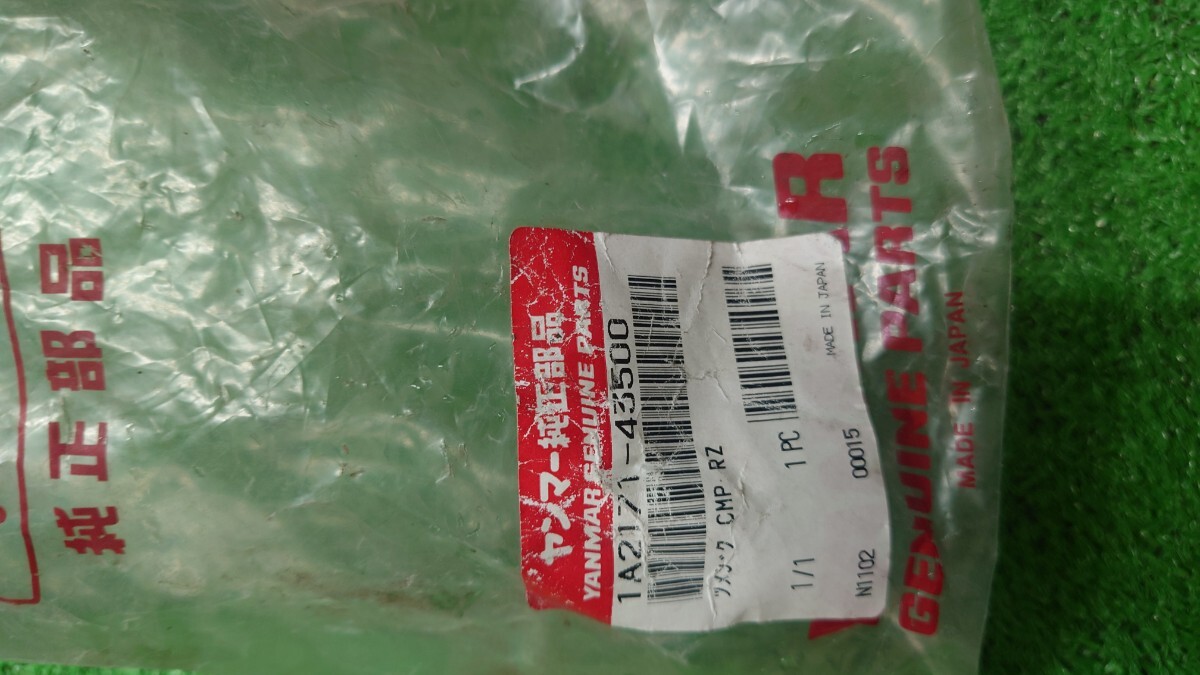 純正部品
ヤンマー純正部品
YANMAR GENUINE PARTS
1A2171-43500
CMP RZ
1/1 1 PC
N1102 00015 MADE IN JAPAN
AR
GENUINE PARTS
MADE IN JAPAN